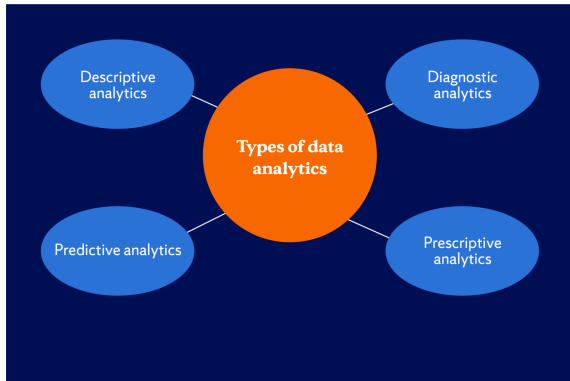 Descriptive
analytics
Diagnostic
analytics
Types of data
analytics
Predictive analytics
Prescriptive
analytics